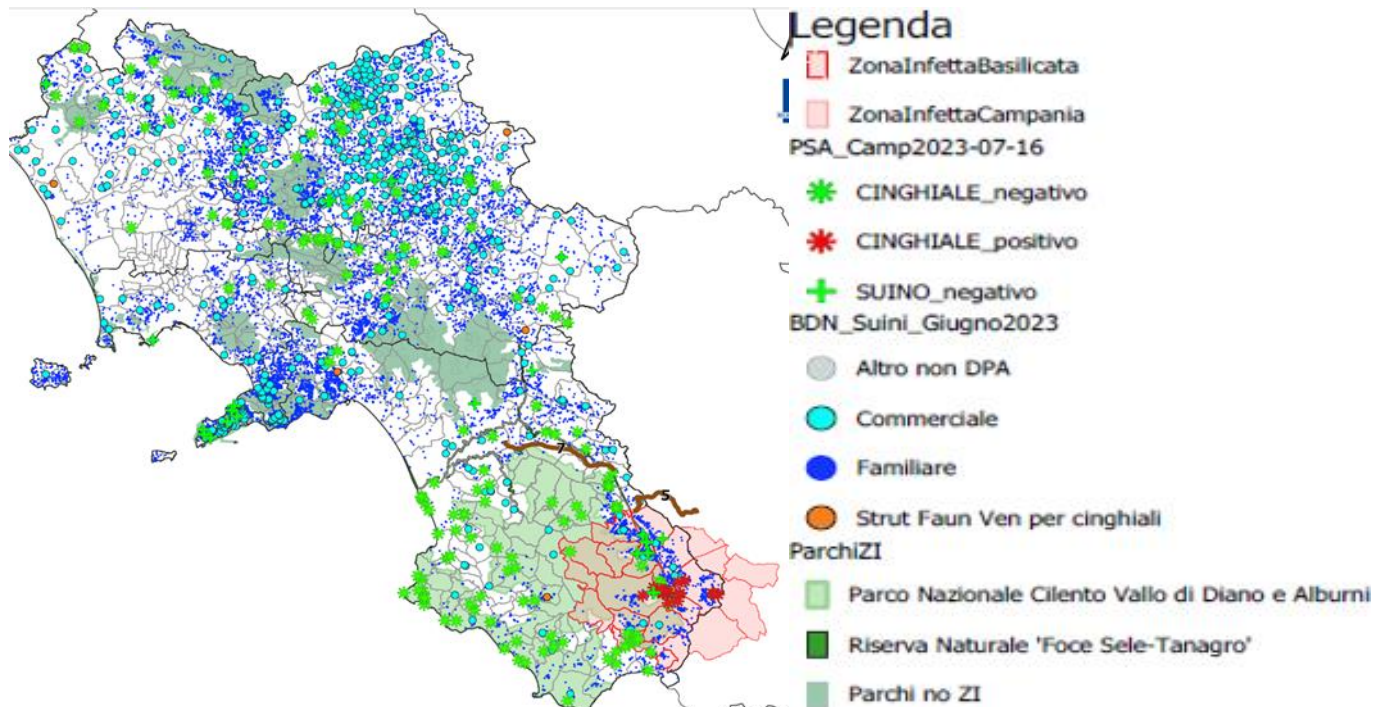 Legenda
ZonaInfettaBasilicata
ZonaInfettaCampania
PSA_Camp2023-07-16
CINGHIALE_negativo
CINGHIALE_positivo
SUINO_negativo
BDN_Suini_Giugno2023
Altro non DPA
Commerciale
Familiare
Strut Faun Ven per cinghiali
ParchiZI
Parco Nazionale Cilento Vallo di Diano e Alburni
Riserva Naturale 'Foce Sele-Tanagro'
Parchi no ZI
7
5